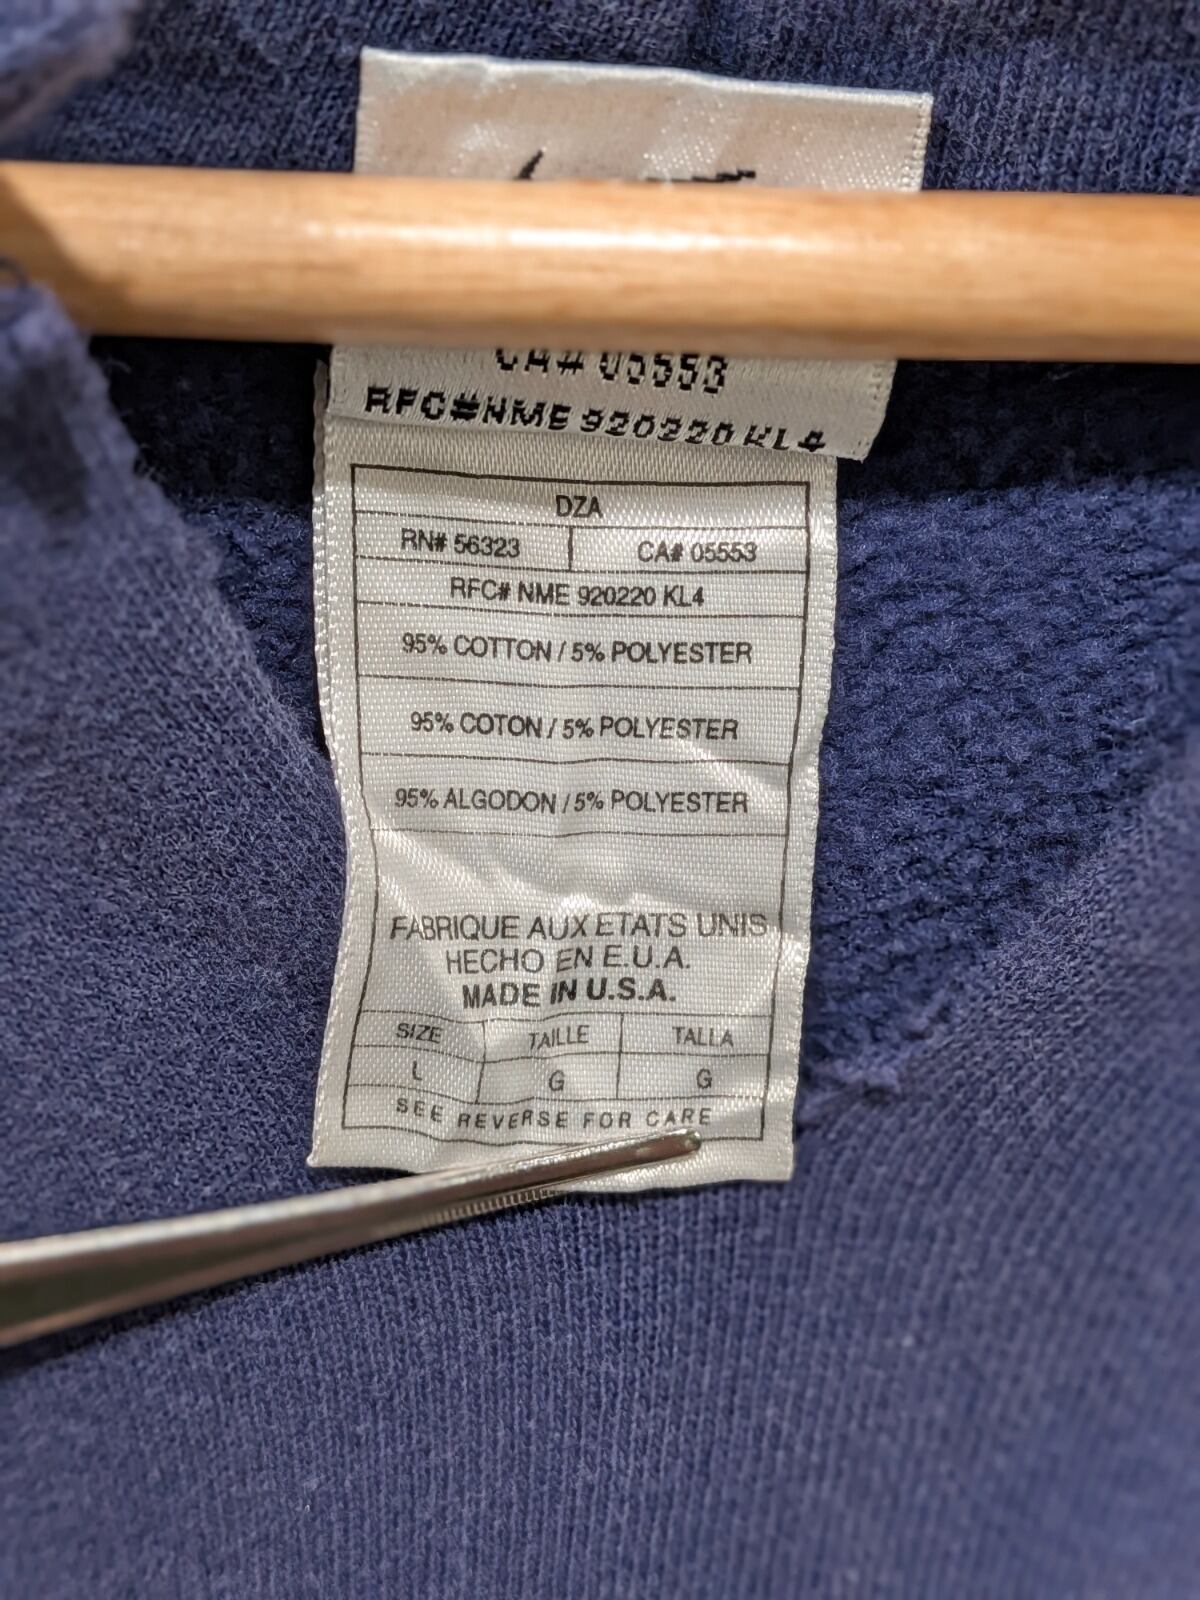 CA# 05553
RFC#NME 920220 KL4
DZA
RN# 56323 CA# 05553
RFC# NME 920220 KL4
95% COTTON / 5% POLYESTER
95% COTON / 5% POLYESTER
95% ALGODON / 5% POLYESTER
FABRIQUE AUX ETATS UNIS
HECHO EN E.U.A.
MADE IN U.S.A.
SIZE TAILLE TALLA
L G G
SEE REVERSE FOR CARE